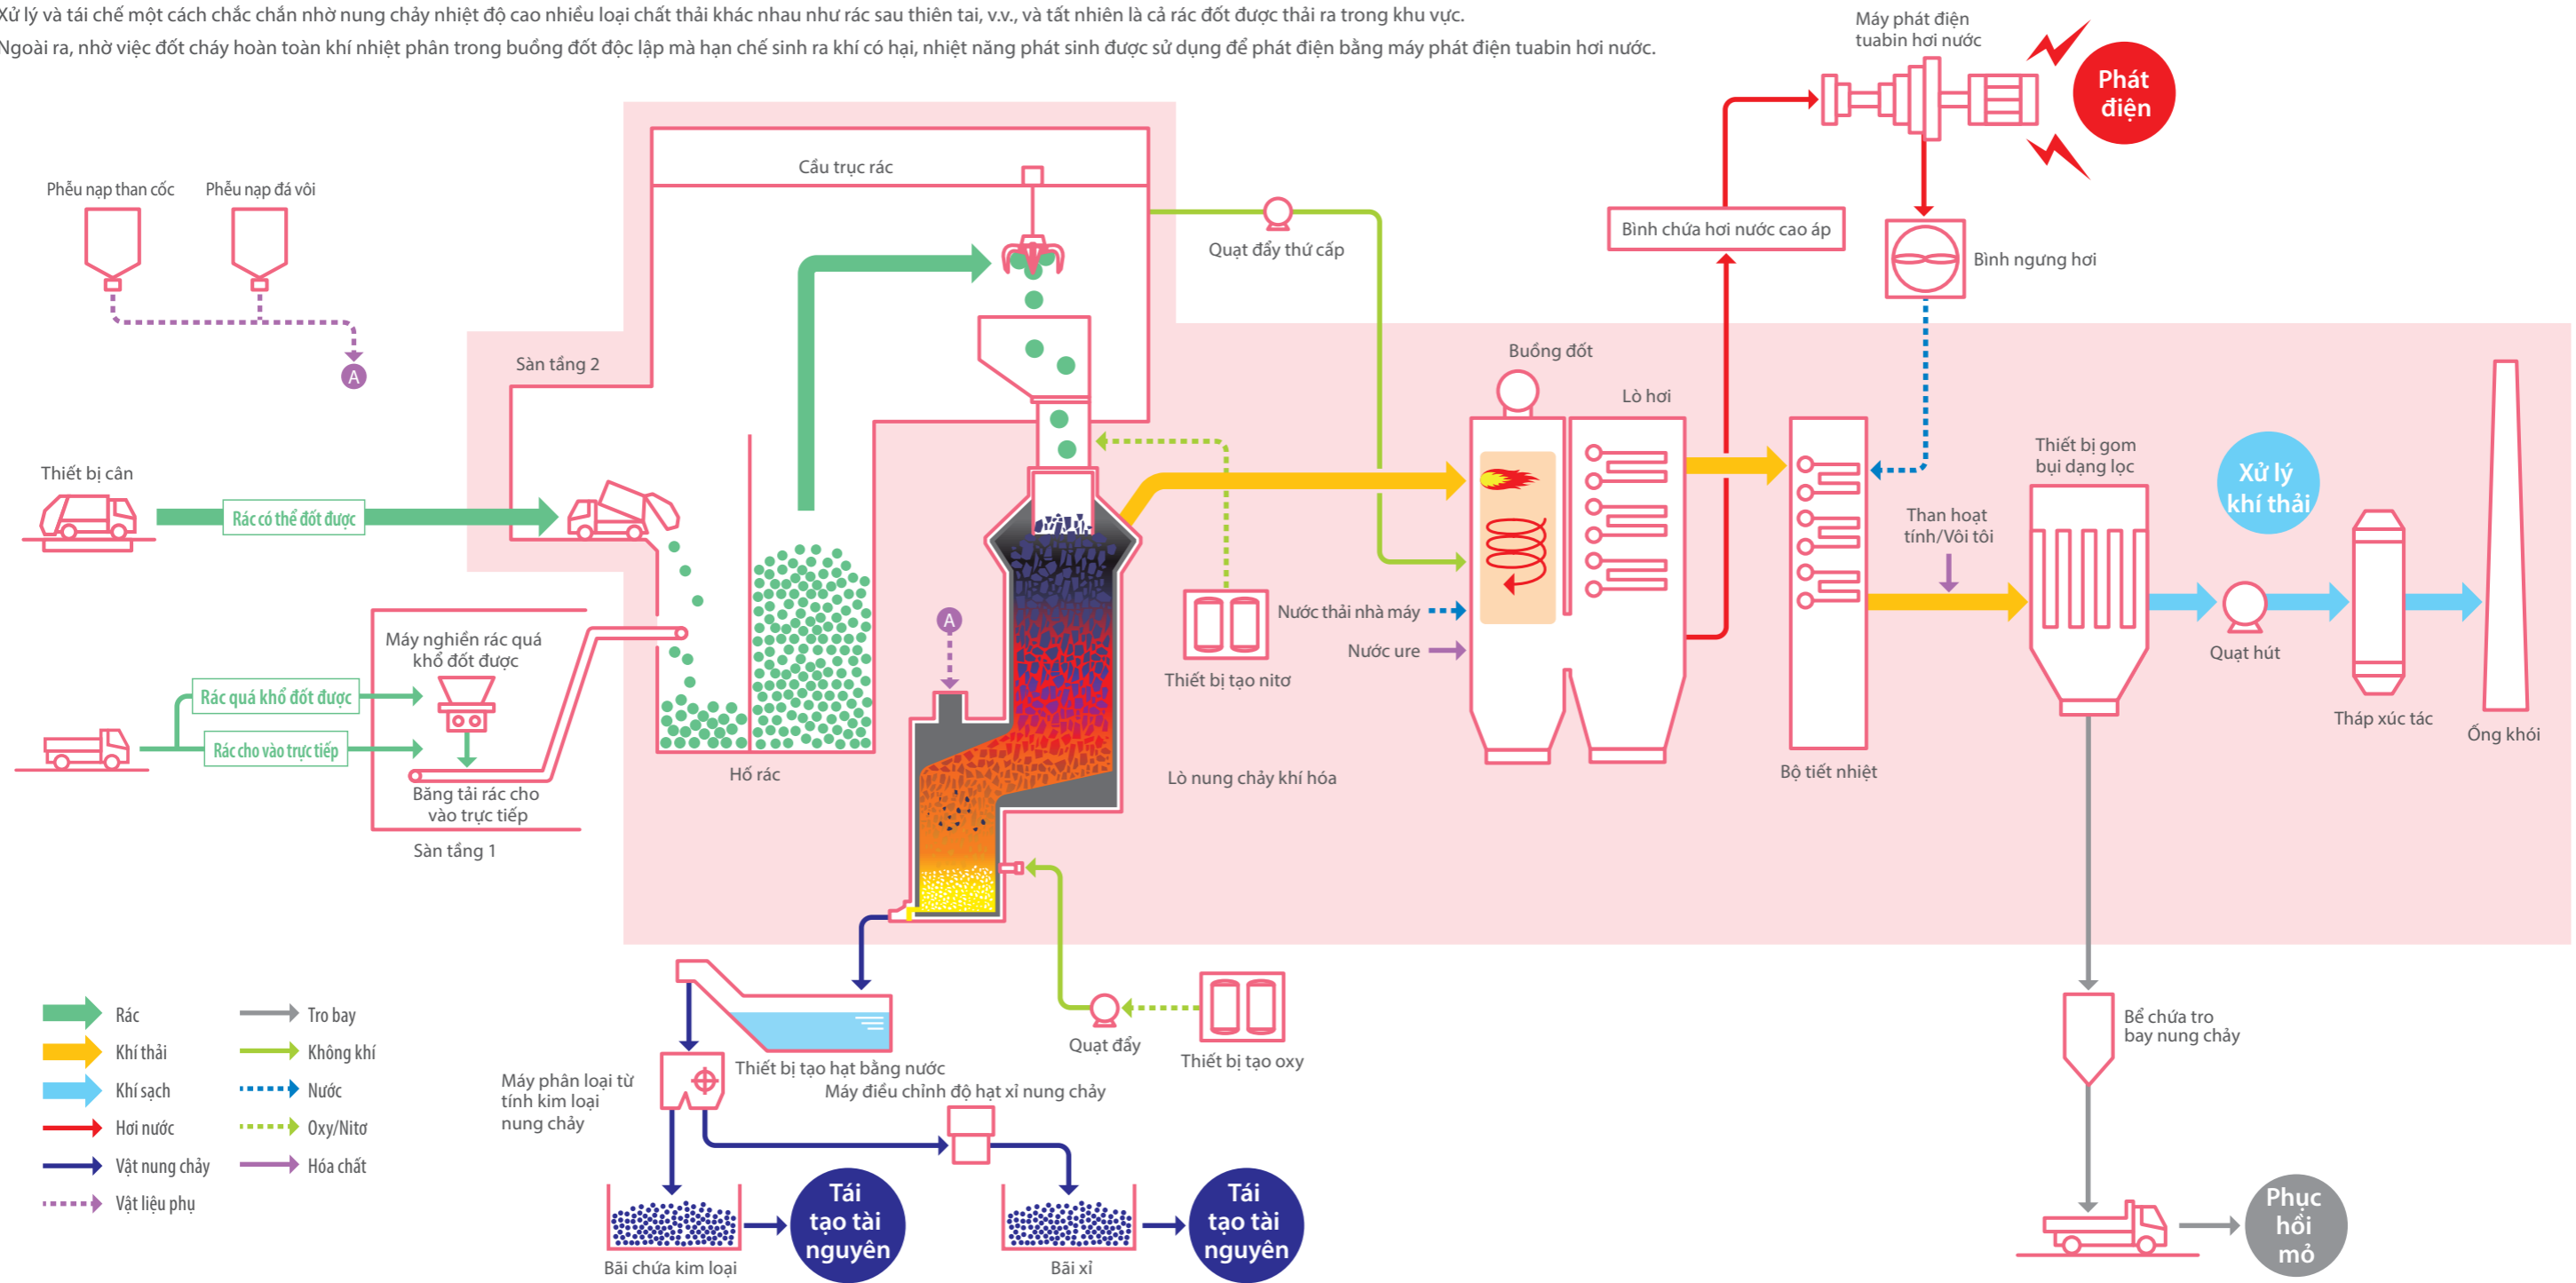 Xử lý và tái chế một cách chắc chắn nhờ nung chảy nhiệt độ cao nhiều loại chất thải khác nhau như rác sau thiên tai, v.v., và tất nhiên là cả rác đốt được thải ra trong khu vực.
Ngoài ra, nhờ việc đốt cháy hoàn toàn khí nhiệt phân trong buồng đốt độc lập mà hạn chế sinh ra khí có hại, nhiệt năng phát sinh được sử dụng để phát điện bằng máy phát điện tuabin hơi nước.
Máy phát điện
tuabin hơi nước
Phát
điện
Cầu trục rác
Phễu nạp than cốc
Phễu nạp đá vôi
A
Quạt đẩy thứ cấp
Bình chứa hơi nước cao áp
Bình ngưng hơi
Sàn tầng 2
Buồng đốt
Lò hơi
Thiết bị cân
Rác có thể đốt được
Thiết bị gom
bụi dạng lọc
Xử lý
khí thải
Than hoạt
tính/Vôi tôi
Máy nghiền rác quá
khổ đốt được
Rác quá khổ đốt được
Rác cho vào trực tiếp
Băng tải rác cho
vào trực tiếp
Sàn tầng 1
Hố rác
A
Thiết bị tạo nitơ
Nước thải nhà máy
Nước ure
Lò nung chảy khí hóa
Bộ tiết nhiệt
Quạt hút
Tháp xúc tác
Ống khói
Rác
Khí thải
Khí sạch
Hơi nước
Vật nung chảy
Vật liệu phụ
Tro bay
Không khí
Nước
Oxy/Nitơ
Hóa chất
Thiết bị tạo hạt bằng nước
Quạt đẩy
Thiết bị tạo oxy
Máy phân loại từ
tính kim loại
nung chảy
Máy điều chỉnh độ hạt xỉ nung chảy
Bãi chứa kim loại
Tái
tạo tài
nguyên
Bãi xỉ
Tái
tạo tài
nguyên
Bể chứa tro
bay nung chảy
Phục
hồi
mỏ